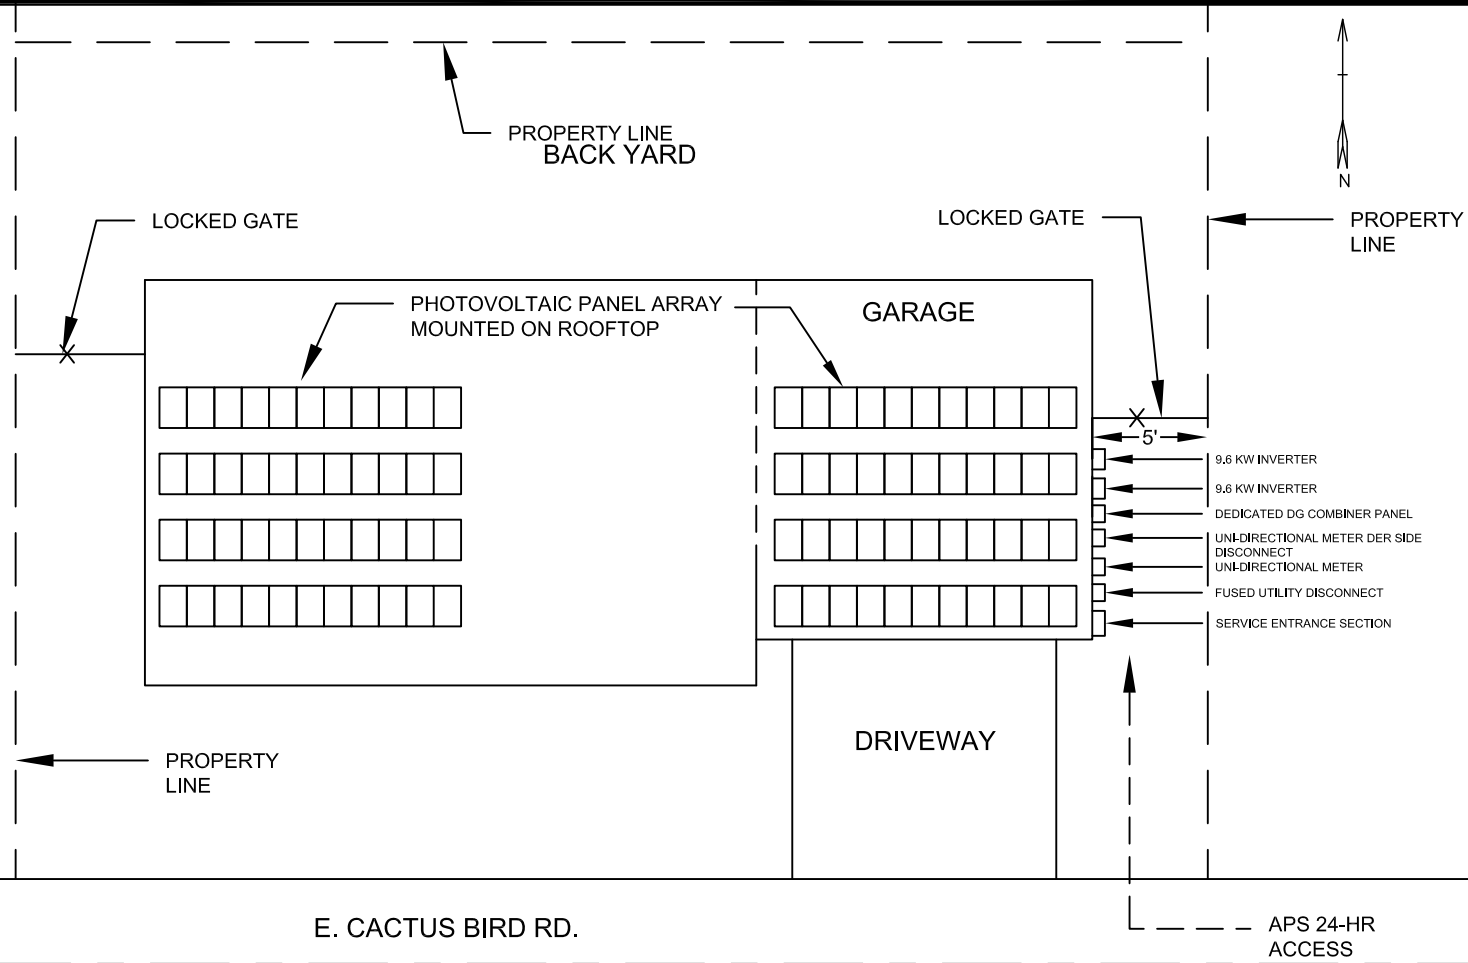 PROPERTY LINE
BACK YARD
N
LOCKED GATE
LOCKED GATE
PROPERTY
LINE
PHOTOVOLTAIC PANEL ARRAY
MOUNTED ON ROOFTOP
GARAGE
5'
9.6 KW INVERTER
9.6 KW INVERTER
DEDICATED DG COMBINER PANEL
UNI-DIRECTIONAL METER DER SIDE
DISCONNECT
UNI-DIRECTIONAL METER
FUSED UTILITY DISCONNECT
SERVICE ENTRANCE SECTION
DRIVEWAY
PROPERTY
LINE
E. CACTUS BIRD RD.
APS 24-HR
ACCESS